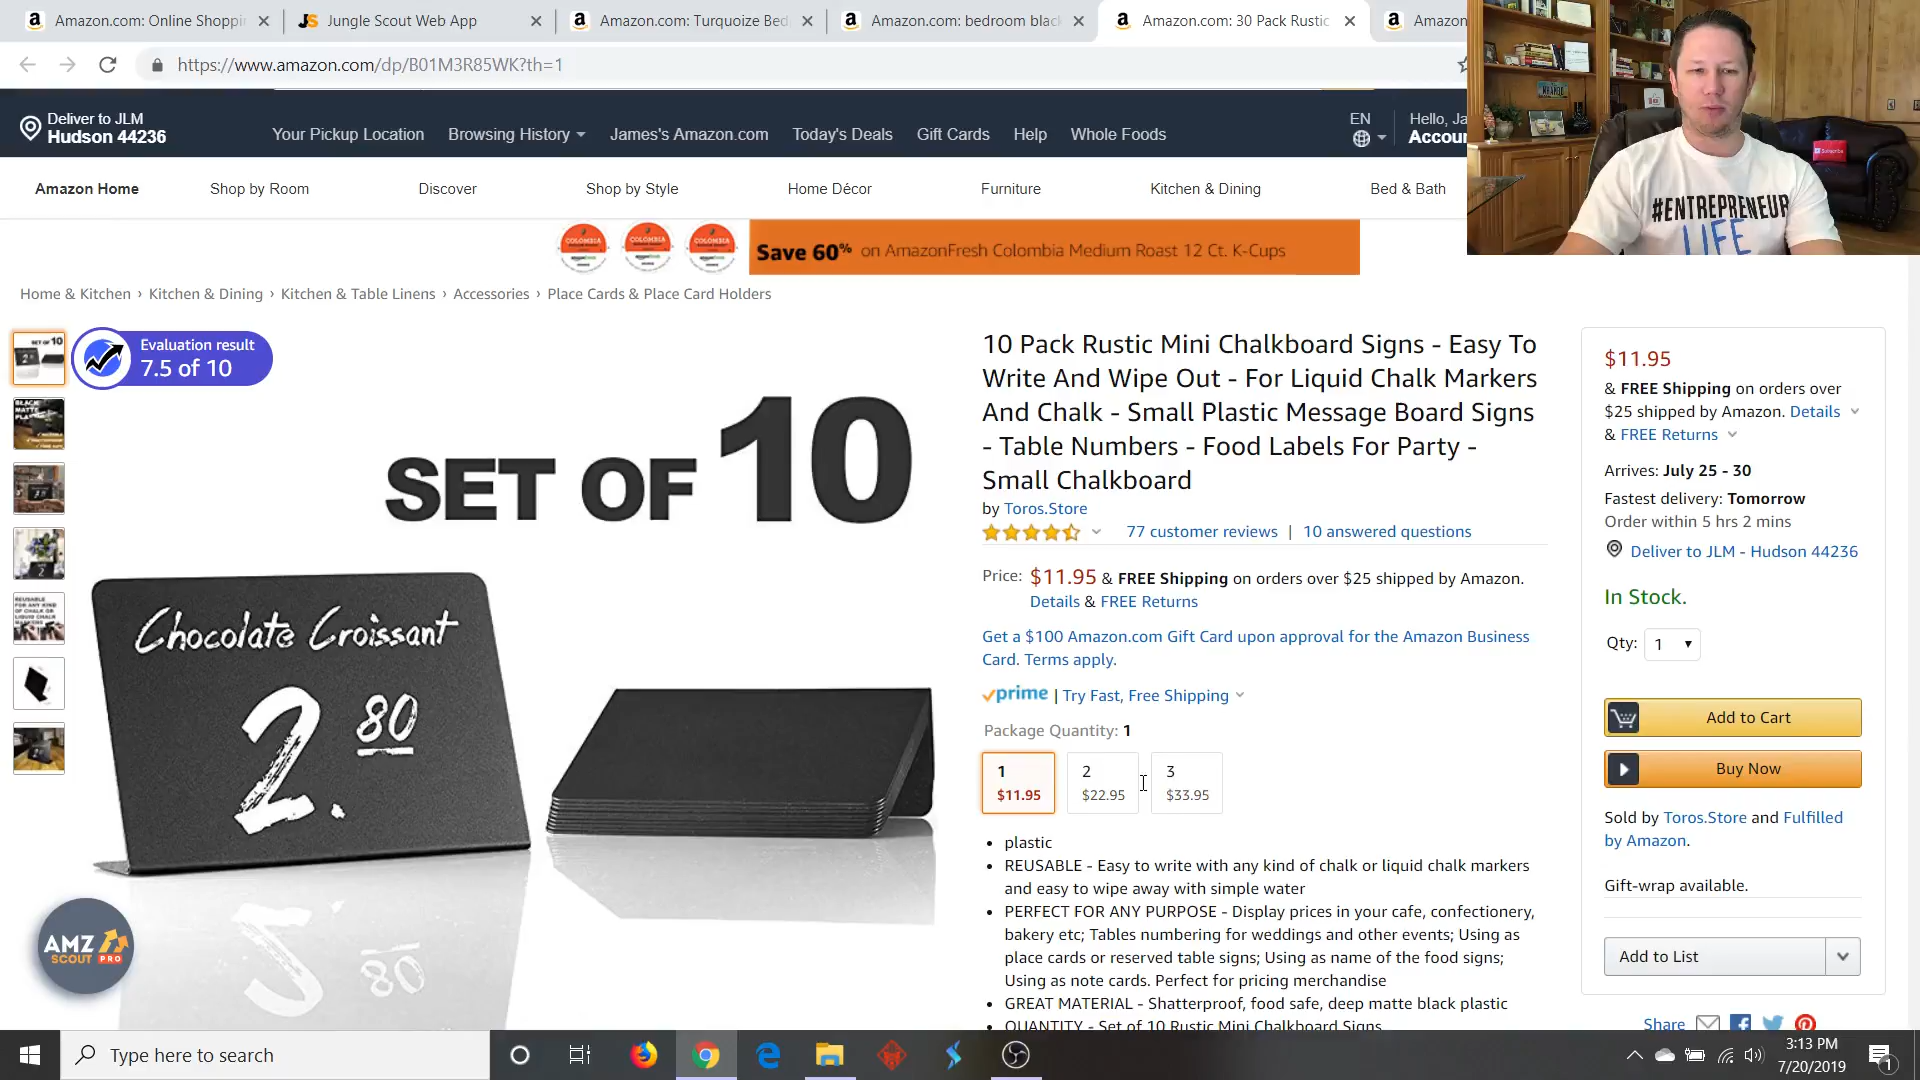 Amazon.com: Online Shoppi
Jungle Scout Web App
Amazon.com: Turquoize Bed
Amazon.com: bedroom blac
Amazon.com: 30 Pack Rustic
Amazon
https://www.amazon.com/dp/B01M3R85WK?th=1
Deliver to JLM
Hudson 44236
Your Pickup Location
Browsing History
James's Amazon.com
Today's Deals
Gift Cards
Help
Whole Foods
EN
Hello, Ja
Accoun
#ENTREPRENEUR
LIFE
Amazon Home
Shop by Room
Discover
Shop by Style
Home Décor
Furniture
Kitchen & Dining
Bed & Bath
COLOMBIA
COLOMBIA
COLOMBIA
Save 60% on AmazonFresh Colombia Medium Roast 12 Ct. K-Cups
Home & Kitchen › Kitchen & Dining › Kitchen & Table Linens › Accessories › Place Cards & Place Card Holders
Evaluation result
7.5 of 10
SET OF 10
Chocolate Croissant
2.80
AMZ
SCOUT PRO
10 Pack Rustic Mini Chalkboard Signs - Easy To
Write And Wipe Out - For Liquid Chalk Markers
And Chalk - Small Plastic Message Board Signs
- Table Numbers - Food Labels For Party -
Small Chalkboard
by Toros.Store
77 customer reviews | 10 answered questions
Price: $11.95 & FREE Shipping on orders over $25 shipped by Amazon.
Details & FREE Returns
Get a $100 Amazon.com Gift Card upon approval for the Amazon Business
Card. Terms apply.
prime | Try Fast, Free Shipping
Package Quantity: 1
1
$11.95
2
$22.95
3
$33.95
• plastic
• REUSABLE - Easy to write with any kind of chalk or liquid chalk markers
and easy to wipe away with simple water
• PERFECT FOR ANY PURPOSE - Display prices in your cafe, confectionery,
bakery etc; Tables numbering for weddings and other events; Using as
place cards or reserved table signs; Using as name of the food signs;
Using as note cards. Perfect for pricing merchandise
• GREAT MATERIAL - Shatterproof, food safe, deep matte black plastic
• QUANTITY - Set of 10 Rustic Mini Chalkboard Signs
$11.95
& FREE Shipping on orders over
$25 shipped by Amazon. Details
& FREE Returns
Arrives: July 25 - 30
Fastest delivery: Tomorrow
Order within 5 hrs 2 mins
Deliver to JLM - Hudson 44236
In Stock.
Qty: 1
Add to Cart
Buy Now
Sold by Toros.Store and Fulfilled
by Amazon.
Gift-wrap available.
Add to List
Share
Type here to search
3:13 PM
7/20/2019
1